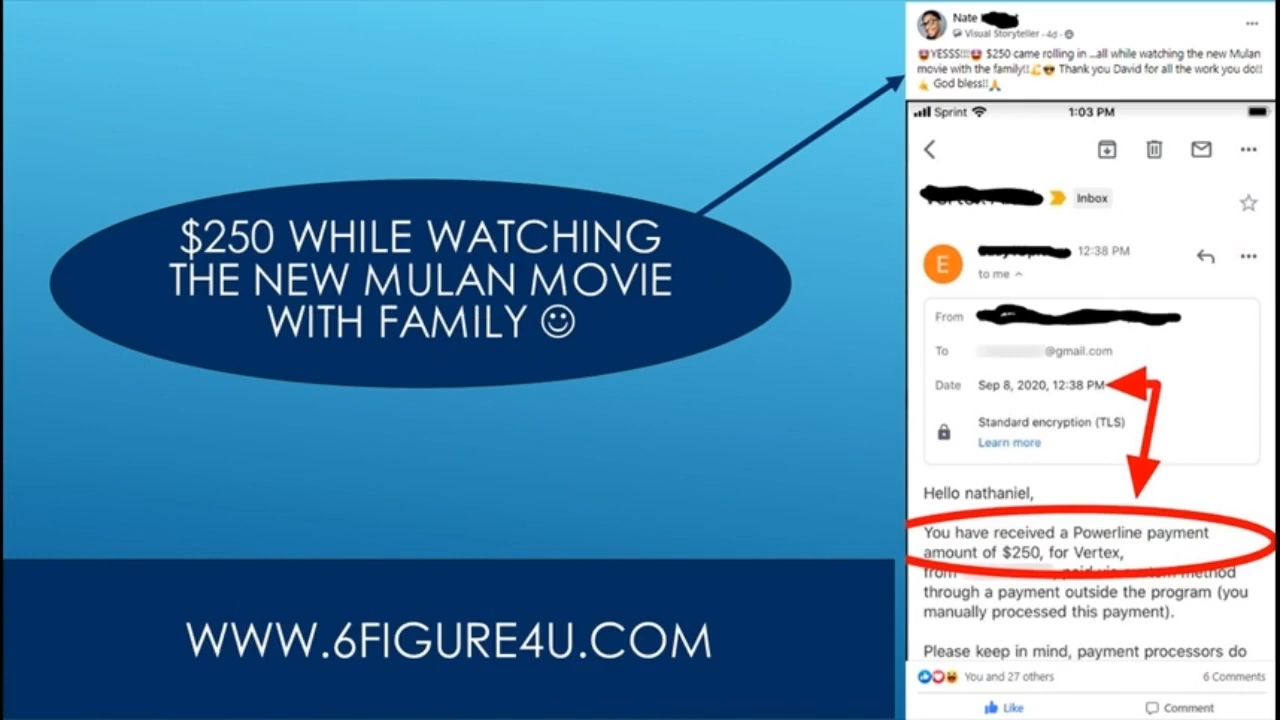 $250 WHILE WATCHING
THE NEW MULAN MOVIE
WITH FAMILY ☺
WWW.6FIGURE4U.COM
Nate
Visual Storyteller · 4d ·
😍YESSS!!!😍 $250 came rolling in ...all while watching the new Mulan
movie with the family!!💪😎 Thank you David for all the work you do!!
🤙 God bless!!🙏
Sprint 1:03 PM
Inbox
E 12:38 PM
to me
From
To @gmail.com
Date Sep 8, 2020, 12:38 PM
Standard encryption (TLS)
Learn more
Hello nathaniel,
You have received a Powerline payment
amount of $250, for Vertex,
from paid via custom method
through a payment outside the program (you
manually processed this payment).
Please keep in mind, payment processors do
You and 27 others 6 Comments
Like Comment